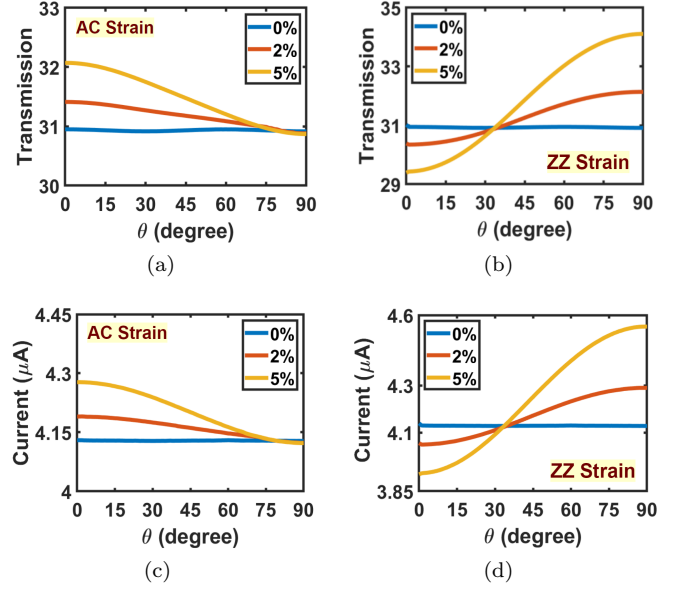 33
32
31
30
Transmission
AC Strain
0%
2%
5%
0 15 30 45 60 75 90
θ (degree)
(a)
35
33
31
29
Transmission
0%
2%
5%
ZZ Strain
0 15 30 45 60 75 90
θ (degree)
(b)
4.45
4.3
4.15
4
Current (μA)
AC Strain
0%
2%
5%
0 15 30 45 60 75 90
θ (degree)
(c)
4.6
4.3
4.1
3.85
Current (μA)
0%
2%
5%
ZZ Strain
0 15 30 45 60 75 90
θ (degree)
(d)